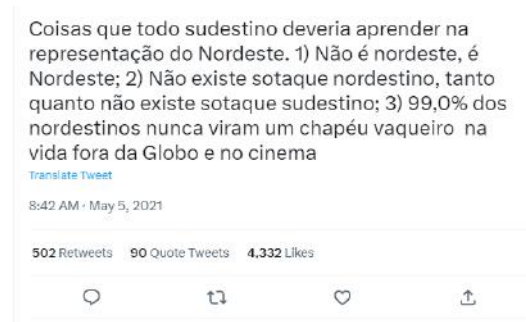 Coisas que todo sudestino deveria aprender na
representação do Nordeste. 1) Não é nordeste, é
Nordeste; 2) Não existe sotaque nordestino, tanto
quanto não existe sotaque sudestino; 3) 99,0% dos
nordestinos nunca viram um chapéu vaqueiro na
vida fora da Globo e no cinema
Translate Tweet
8:42 AM · May 5, 2021
502 Retweets 90 Quote Tweets 4,332 Likes